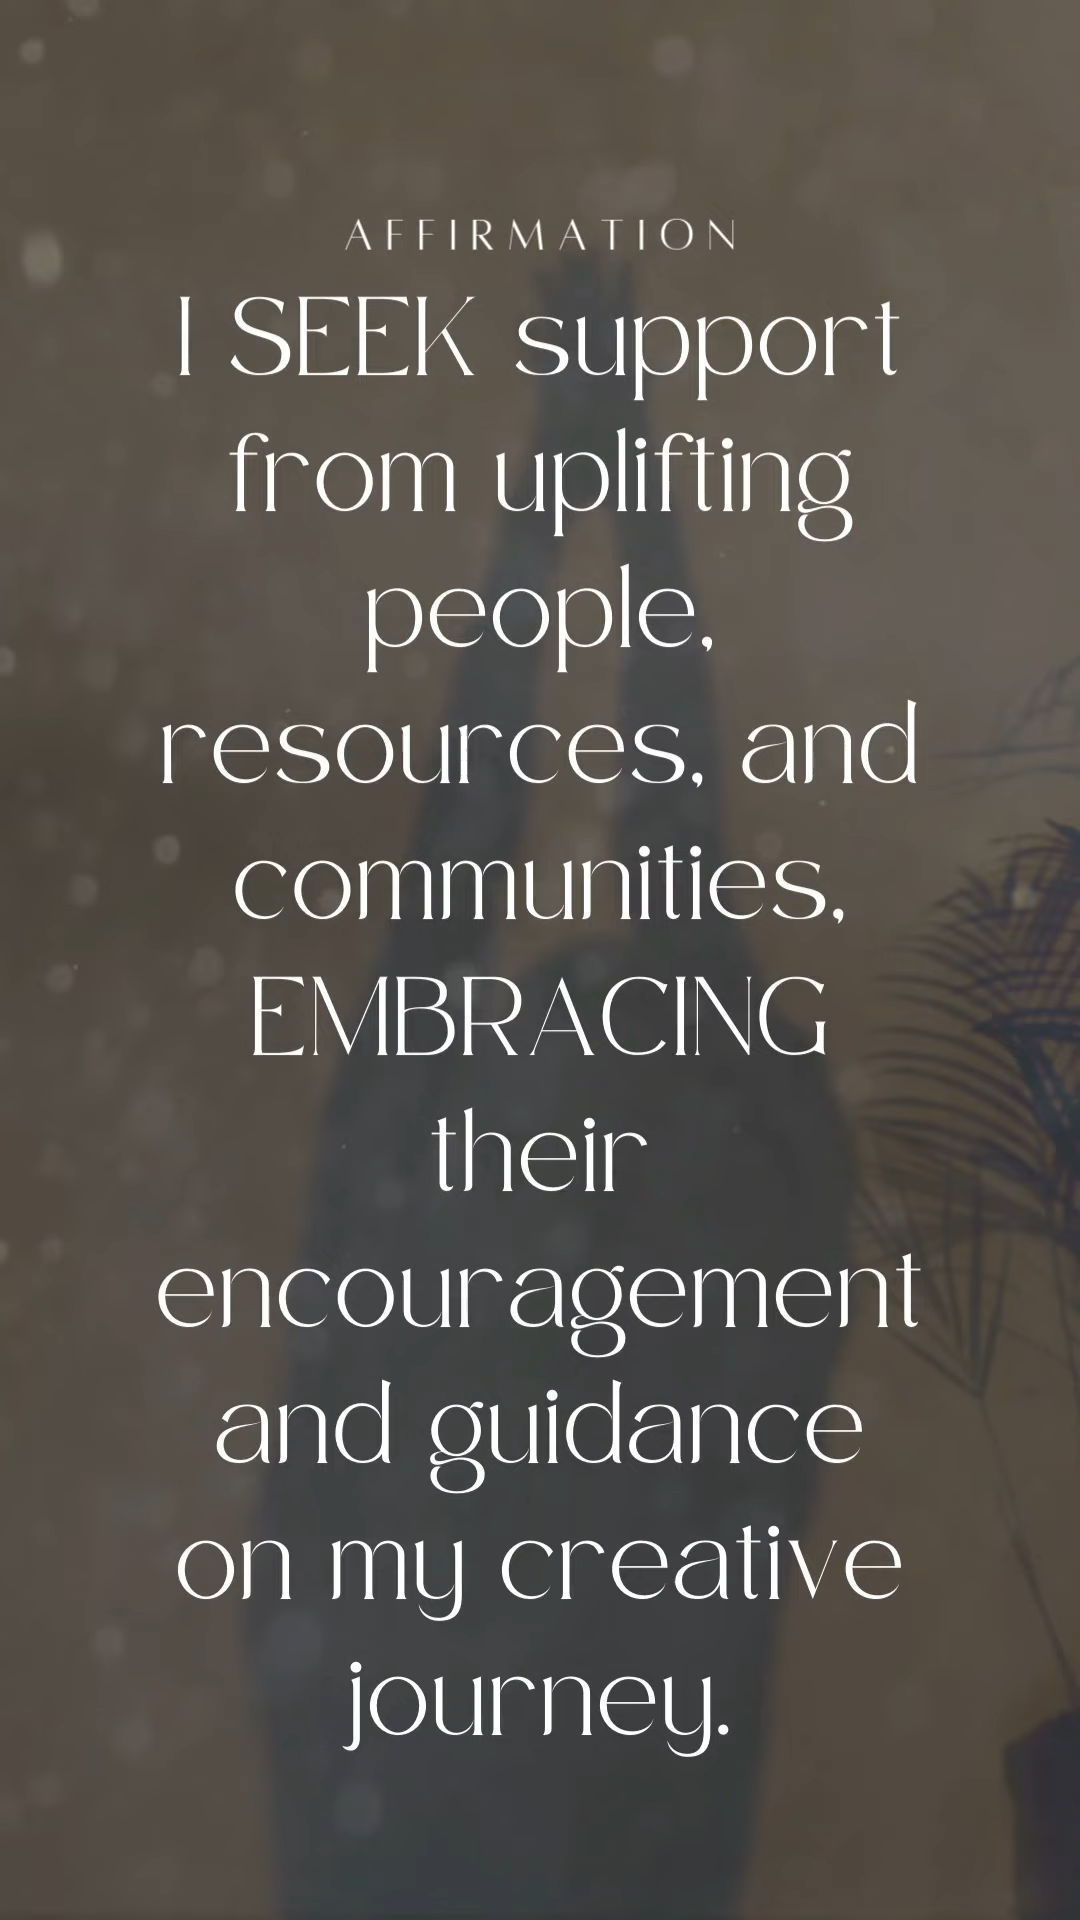 AFFIRMATION
I SEEK support
from uplifting
people,
resources, and
communities,
EMBRACING
their
encouragement
and guidance
on my creative
journey.